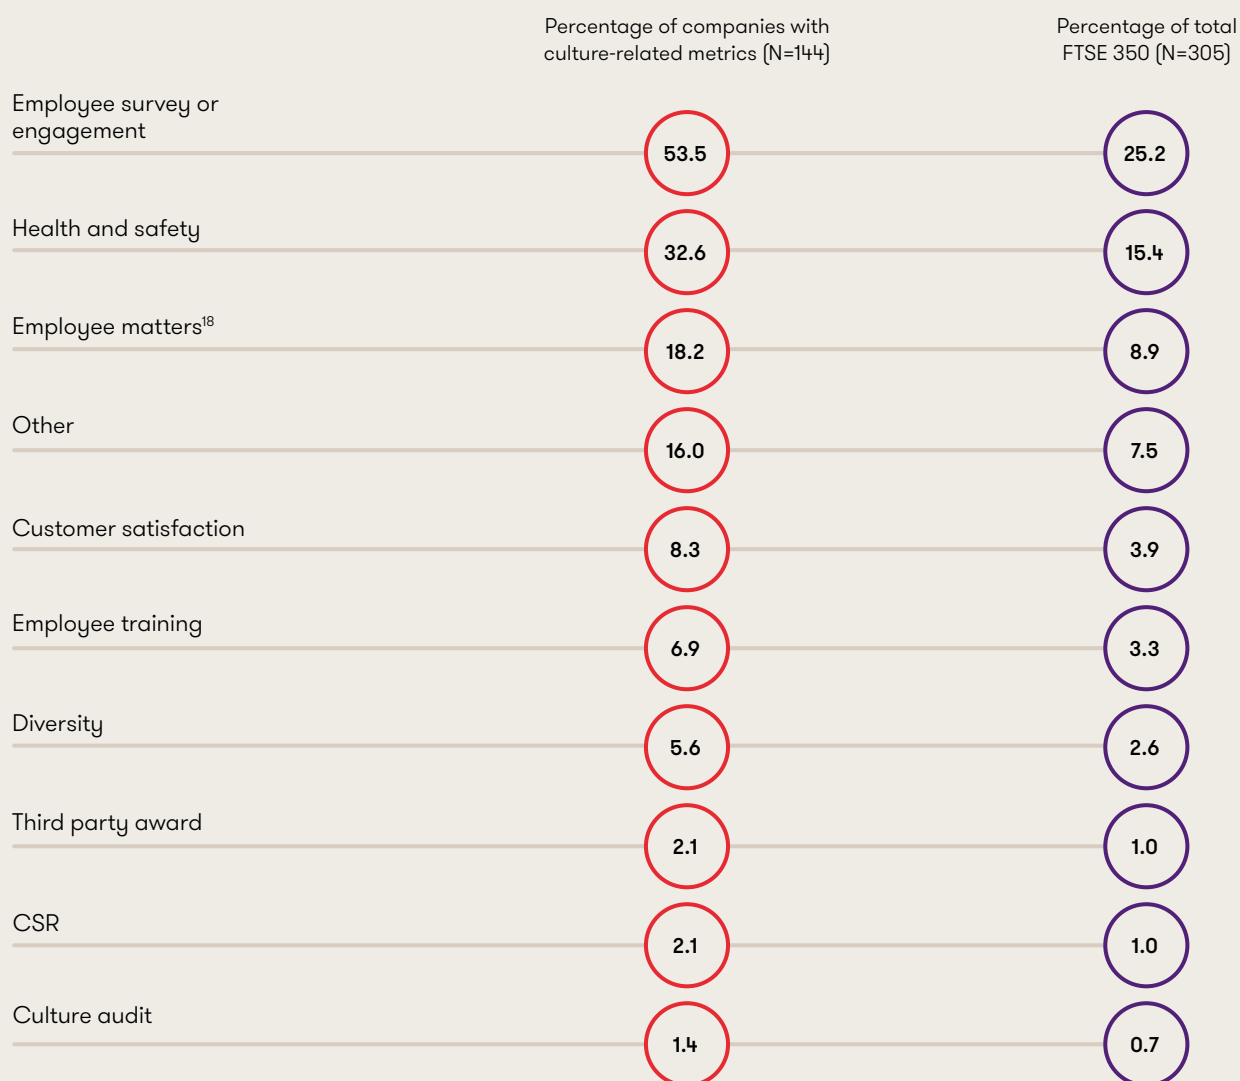 Percentage of companies with
culture-related metrics (N=144)
Percentage of total
FTSE 350 (N=305)
Employee survey or
engagement
53.5
25.2
Health and safety
32.6
15.4
Employee matters18
18.2
8.9
Other
16.0
7.5
Customer satisfaction
8.3
3.9
Employee training
6.9
3.3
Diversity
5.6
2.6
Third party award
2.1
1.0
CSR
2.1
1.0
Culture audit
1.4
0.7